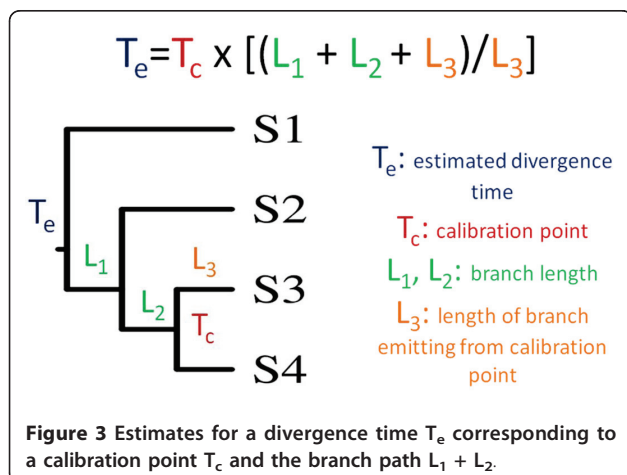 Te=Tc x [(L1 + L2 + L3)/L3]
S1
Te
S2
L1
L3
S3
L2
Tc
S4
Te: estimated divergence
time
Tc: calibration point
L1, L2: branch length
L3: length of branch
emitting from calibration
point
Figure 3 Estimates for a divergence time Te corresponding to
a calibration point Tc and the branch path L1 + L2.